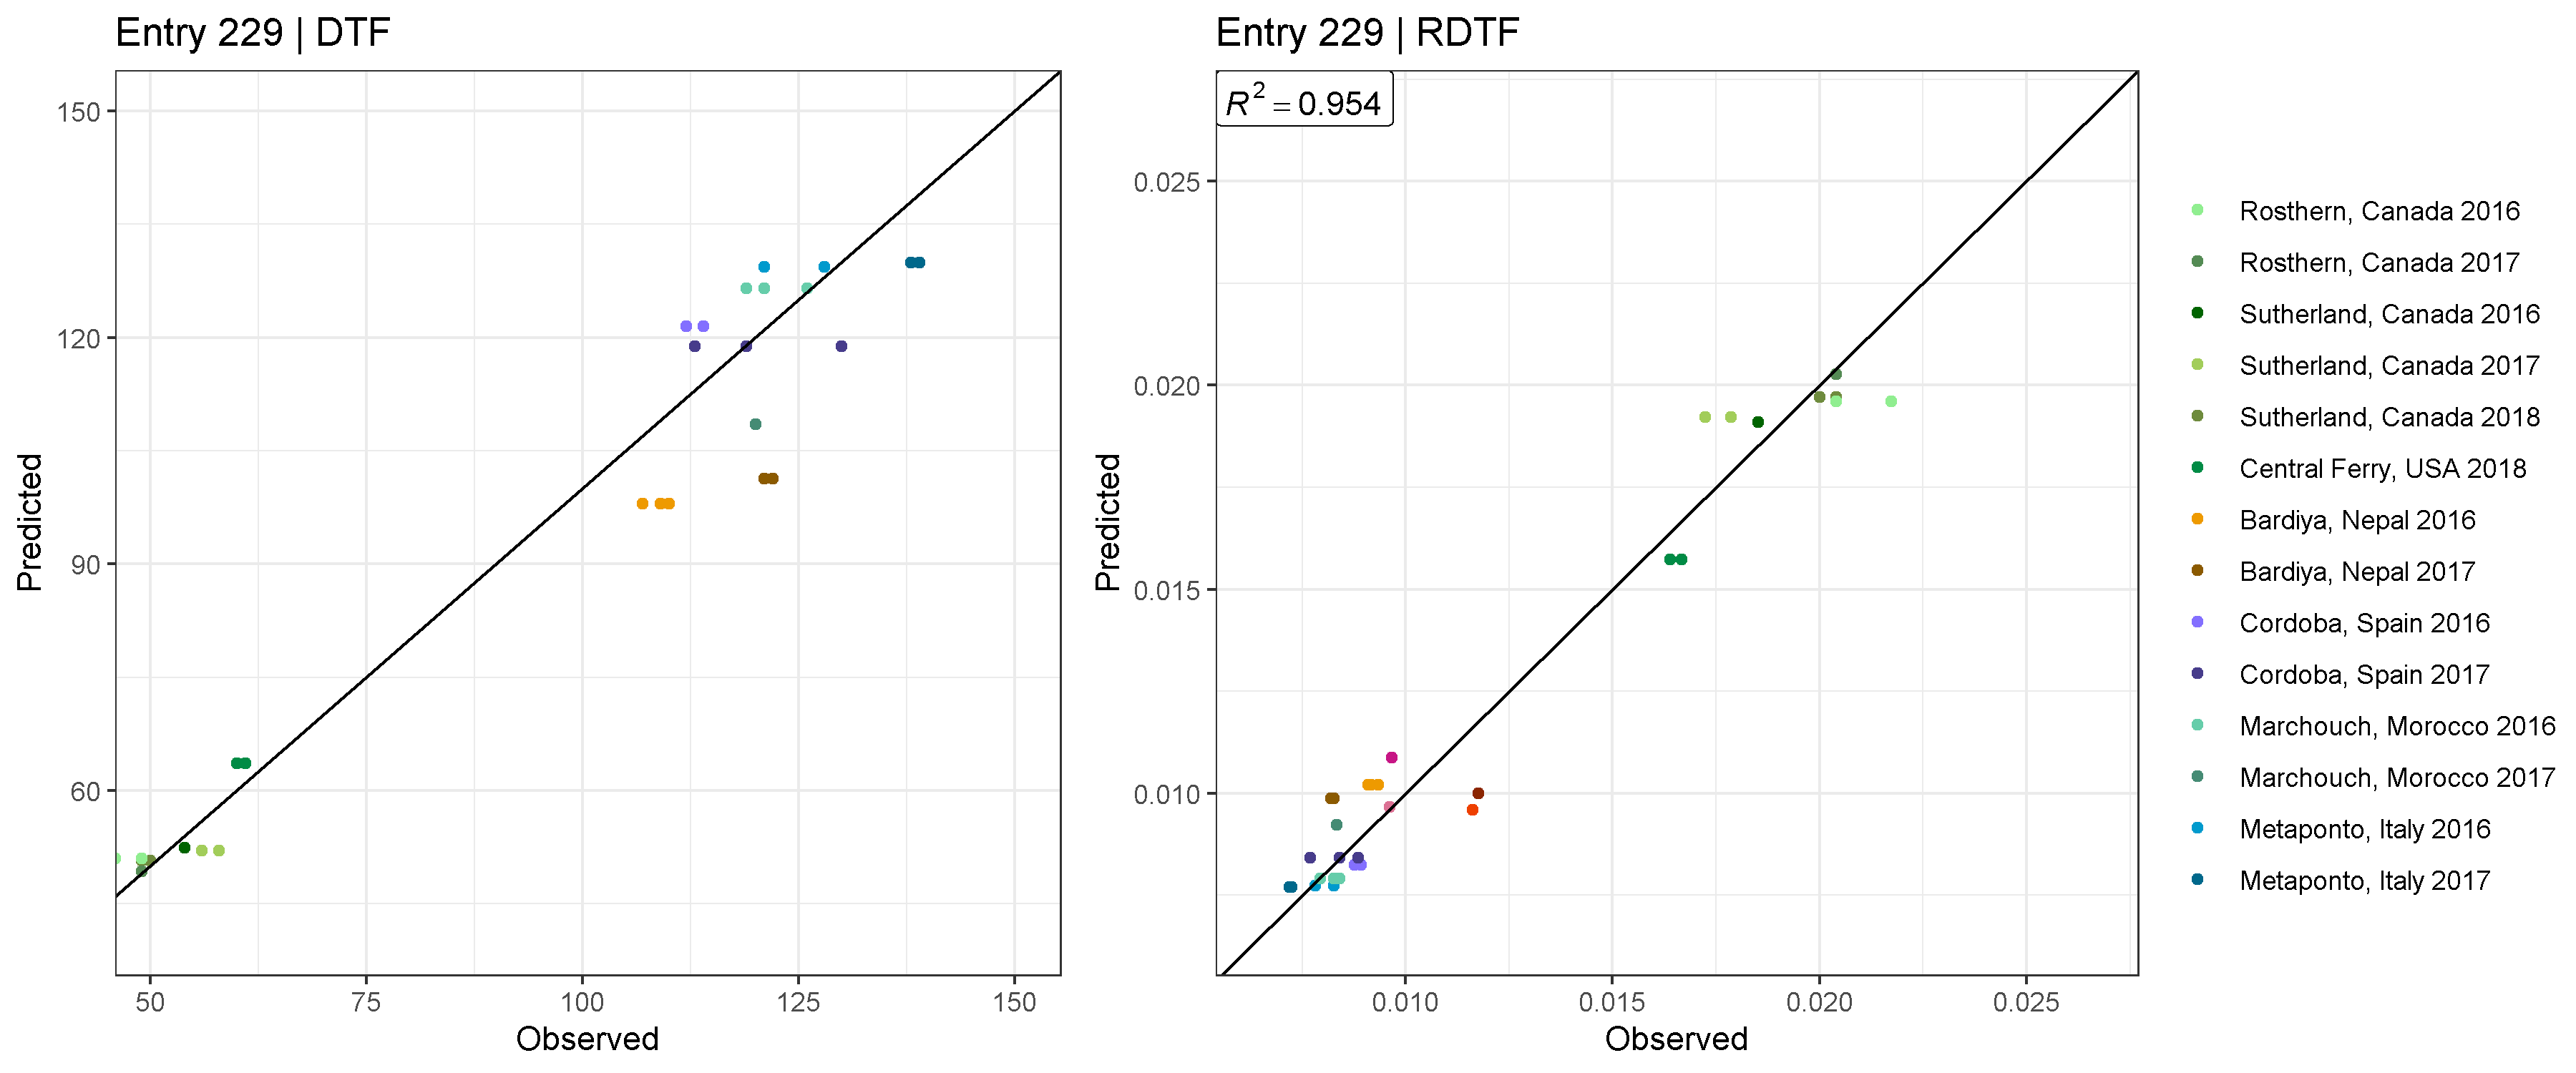 Entry 229 | DTF
150
120
90
60
Predicted
50
75
100
125
150
Observed
Entry 229 | RDTF
R² = 0.954
0.025
0.020
0.015
0.010
Predicted
0.010
0.015
0.020
0.025
Observed
Rosthern, Canada 2016
Rosthern, Canada 2017
Sutherland, Canada 2016
Sutherland, Canada 2017
Sutherland, Canada 2018
Central Ferry, USA 2018
Bardiya, Nepal 2016
Bardiya, Nepal 2017
Cordoba, Spain 2016
Cordoba, Spain 2017
Marchouch, Morocco 2016
Marchouch, Morocco 2017
Metaponto, Italy 2016
Metaponto, Italy 2017